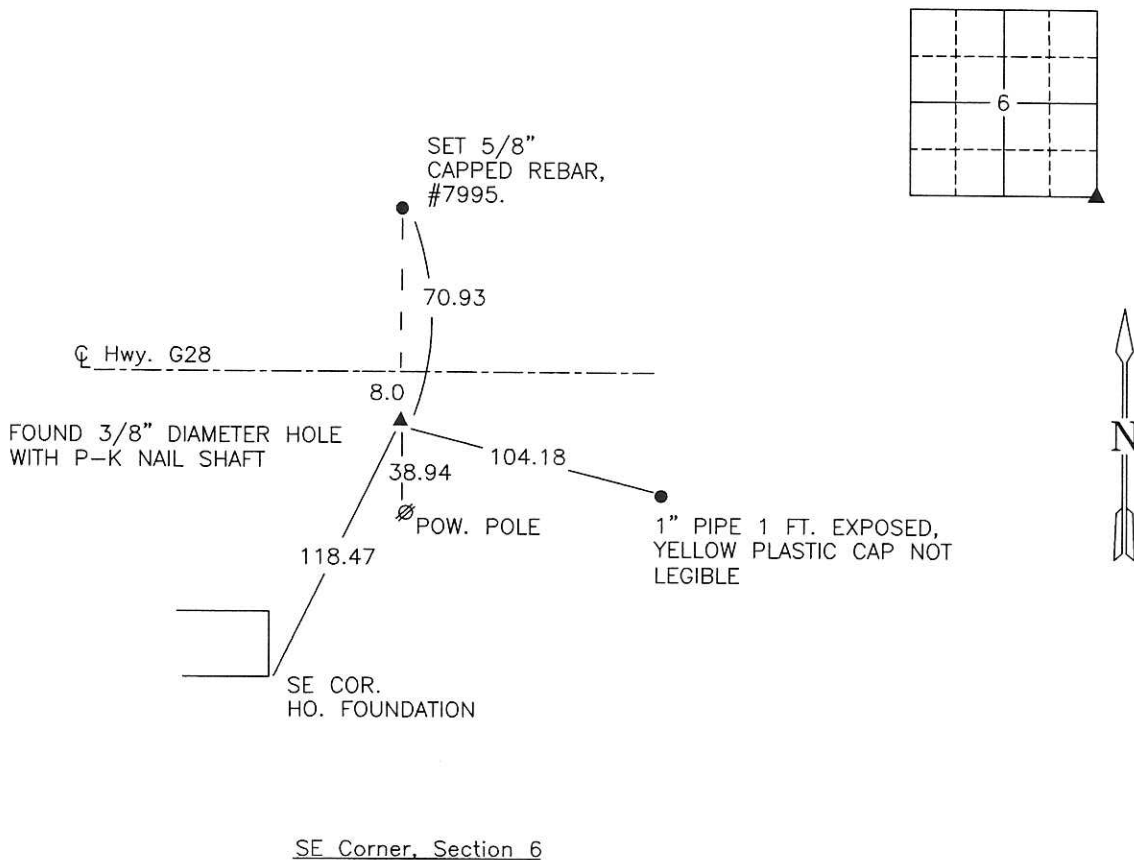 6
SET 5/8"
CAPPED REBAR,
#7995.
70.93
℄ Hwy. G28
8.0
FOUND 3/8" DIAMETER HOLE
WITH P-K NAIL SHAFT
104.18
38.94
N
POW. POLE
1" PIPE 1 FT. EXPOSED,
YELLOW PLASTIC CAP NOT
LEGIBLE
118.47
SE COR.
HO. FOUNDATION
SE Corner, Section 6